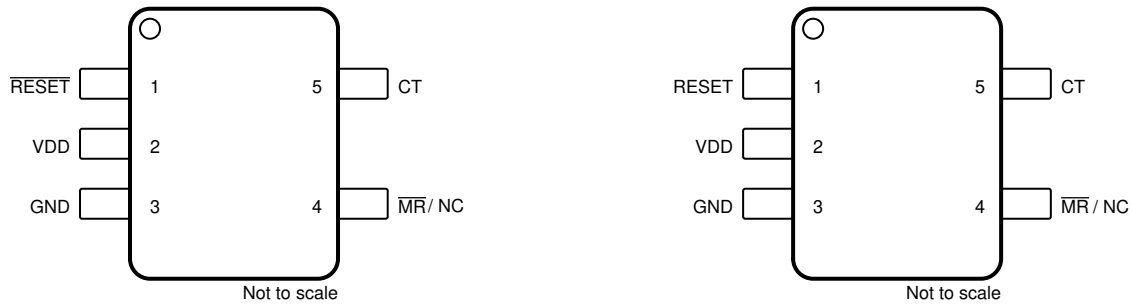 RESET 1 5 CT
VDD 2
GND 3 4 MR / NC
Not to scale
RESET 1 5 CT
VDD 2
GND 3 4 MR / NC
Not to scale